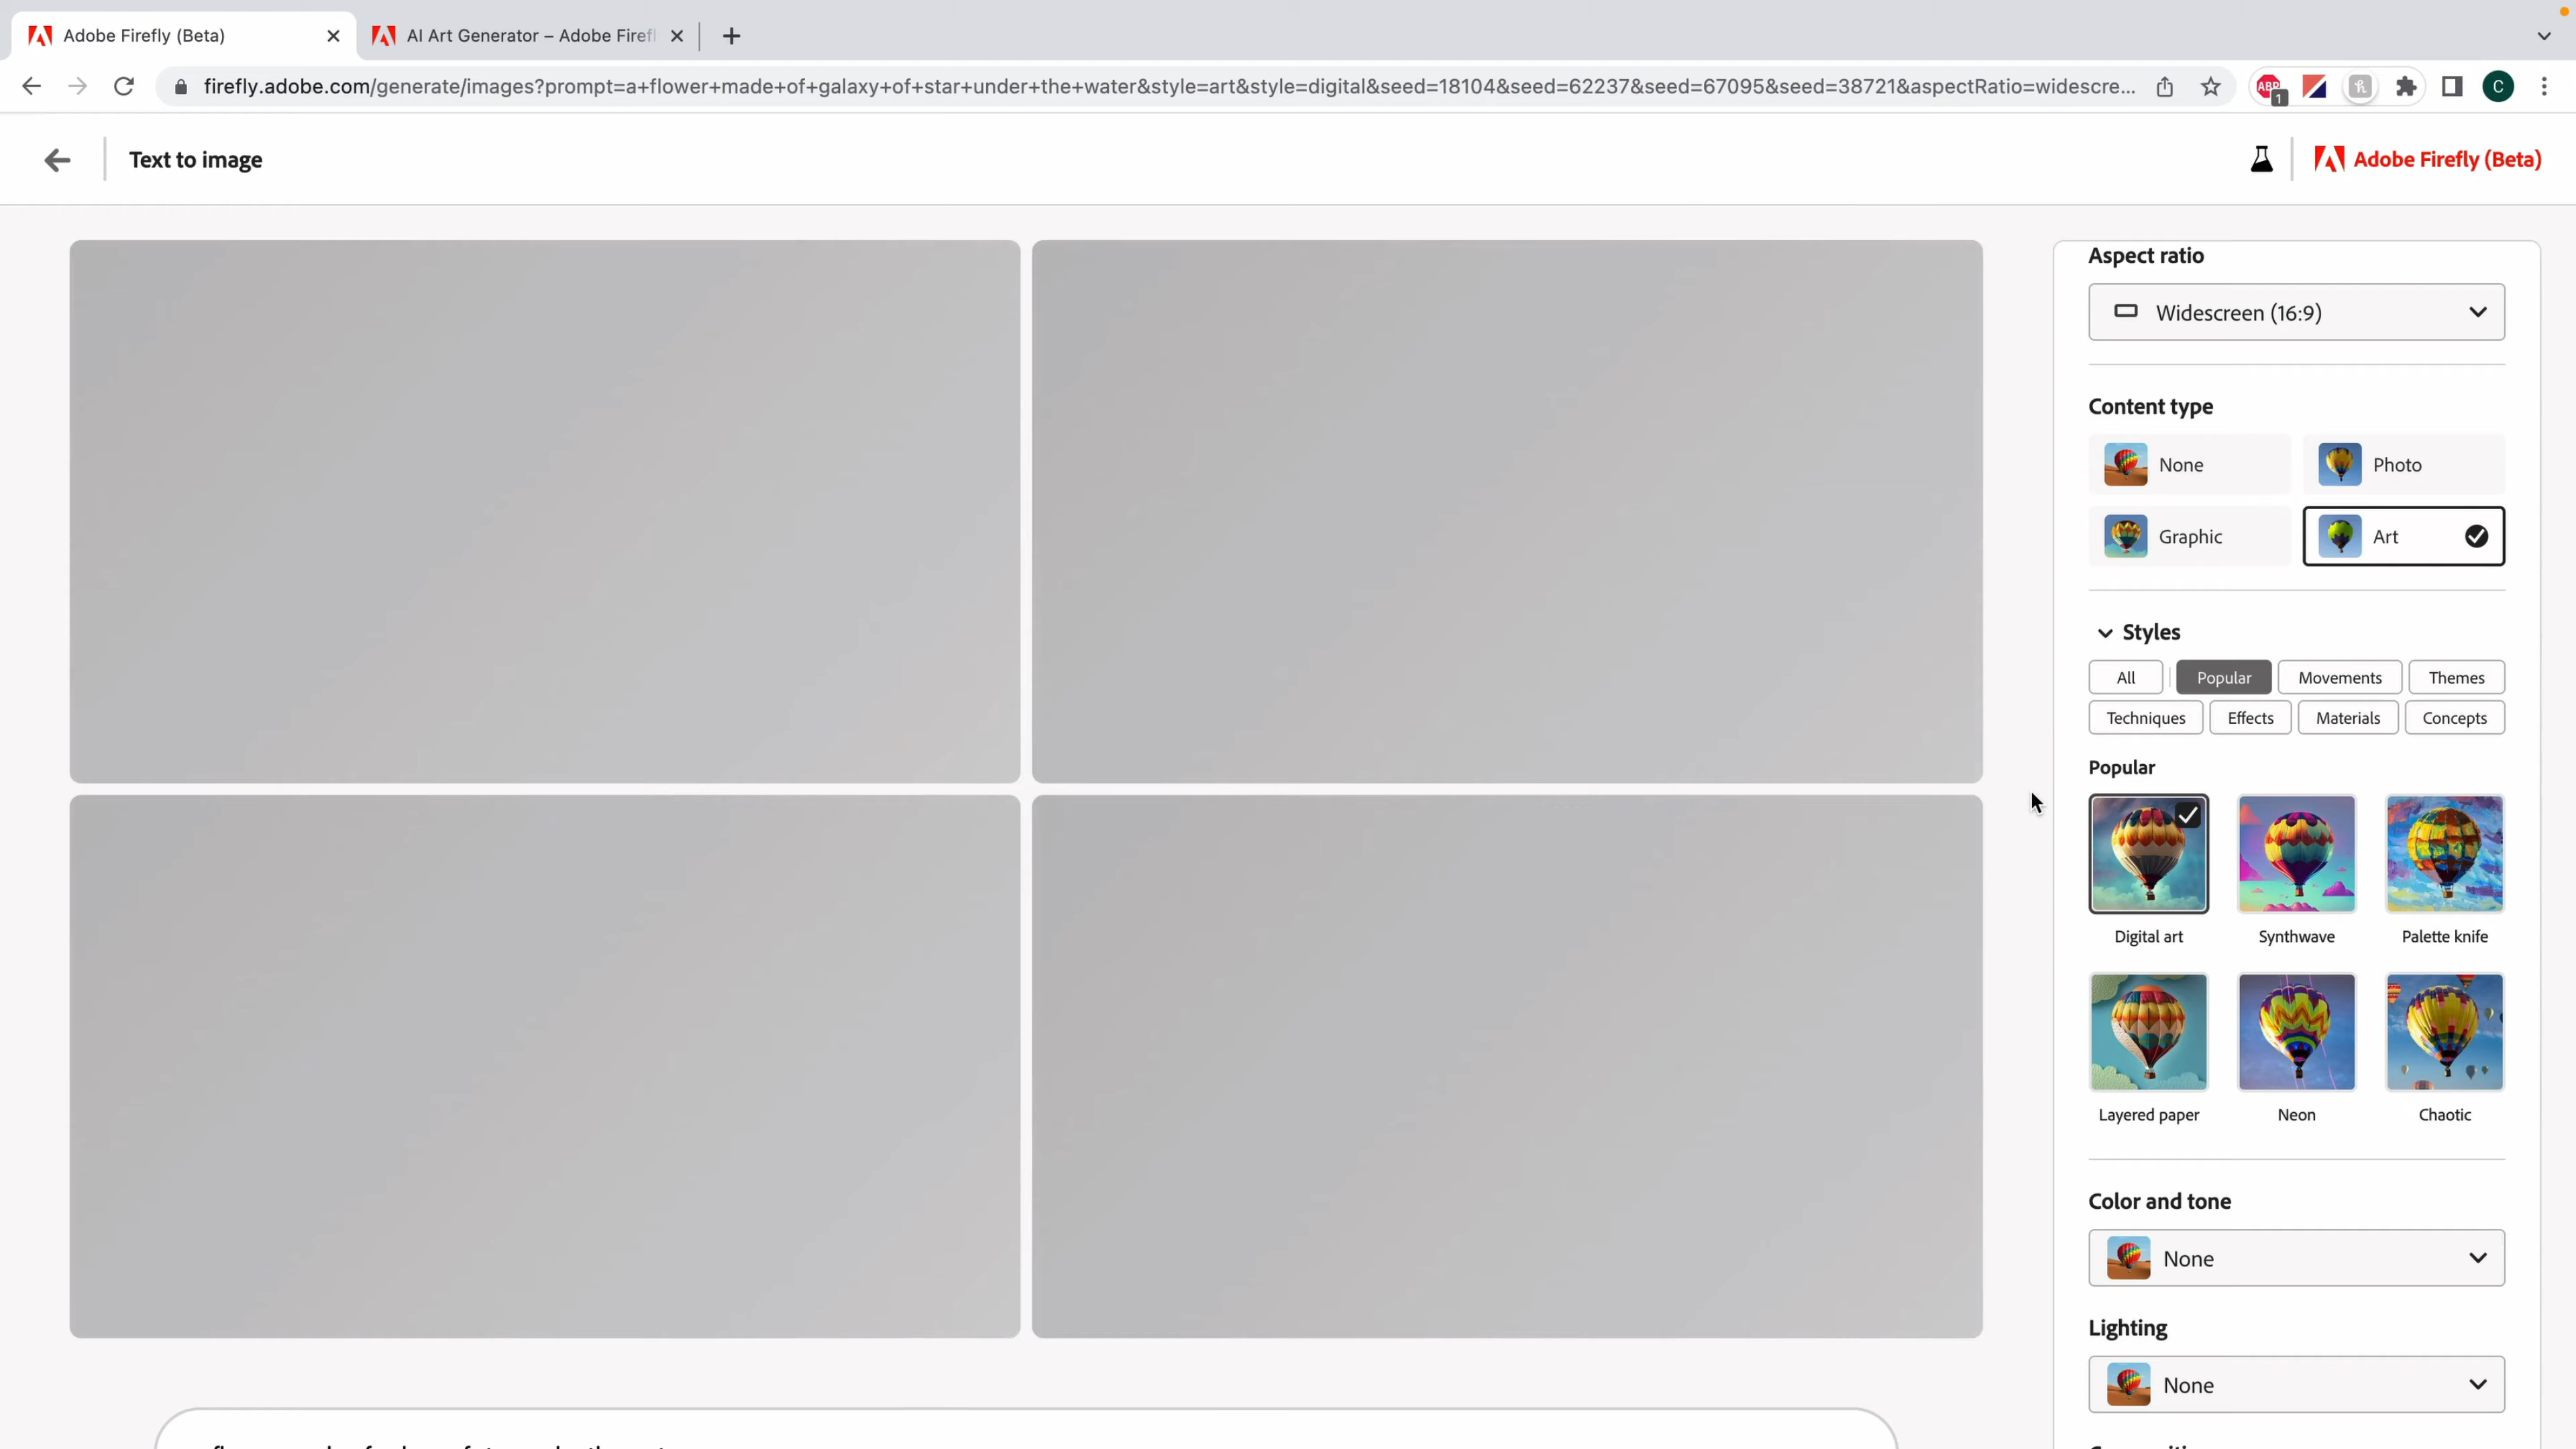 Adobe Firefly (Beta)
AI Art Generator – Adobe Firefl
firefly.adobe.com/generate/images?prompt=a+flower+made+of+galaxy+of+star+under+the+water&style=art&style=digital&seed=18104&seed=62237&seed=67095&seed=38721&aspectRatio=widescre...
ABP
1
C
Text to image
Adobe Firefly (Beta)
Aspect ratio
Widescreen (16:9)
Content type
None
Photo
Graphic
Art
Styles
All
Popular
Movements
Themes
Techniques
Effects
Materials
Concepts
Popular
Digital art
Synthwave
Palette knife
Layered paper
Neon
Chaotic
Color and tone
None
Lighting
None